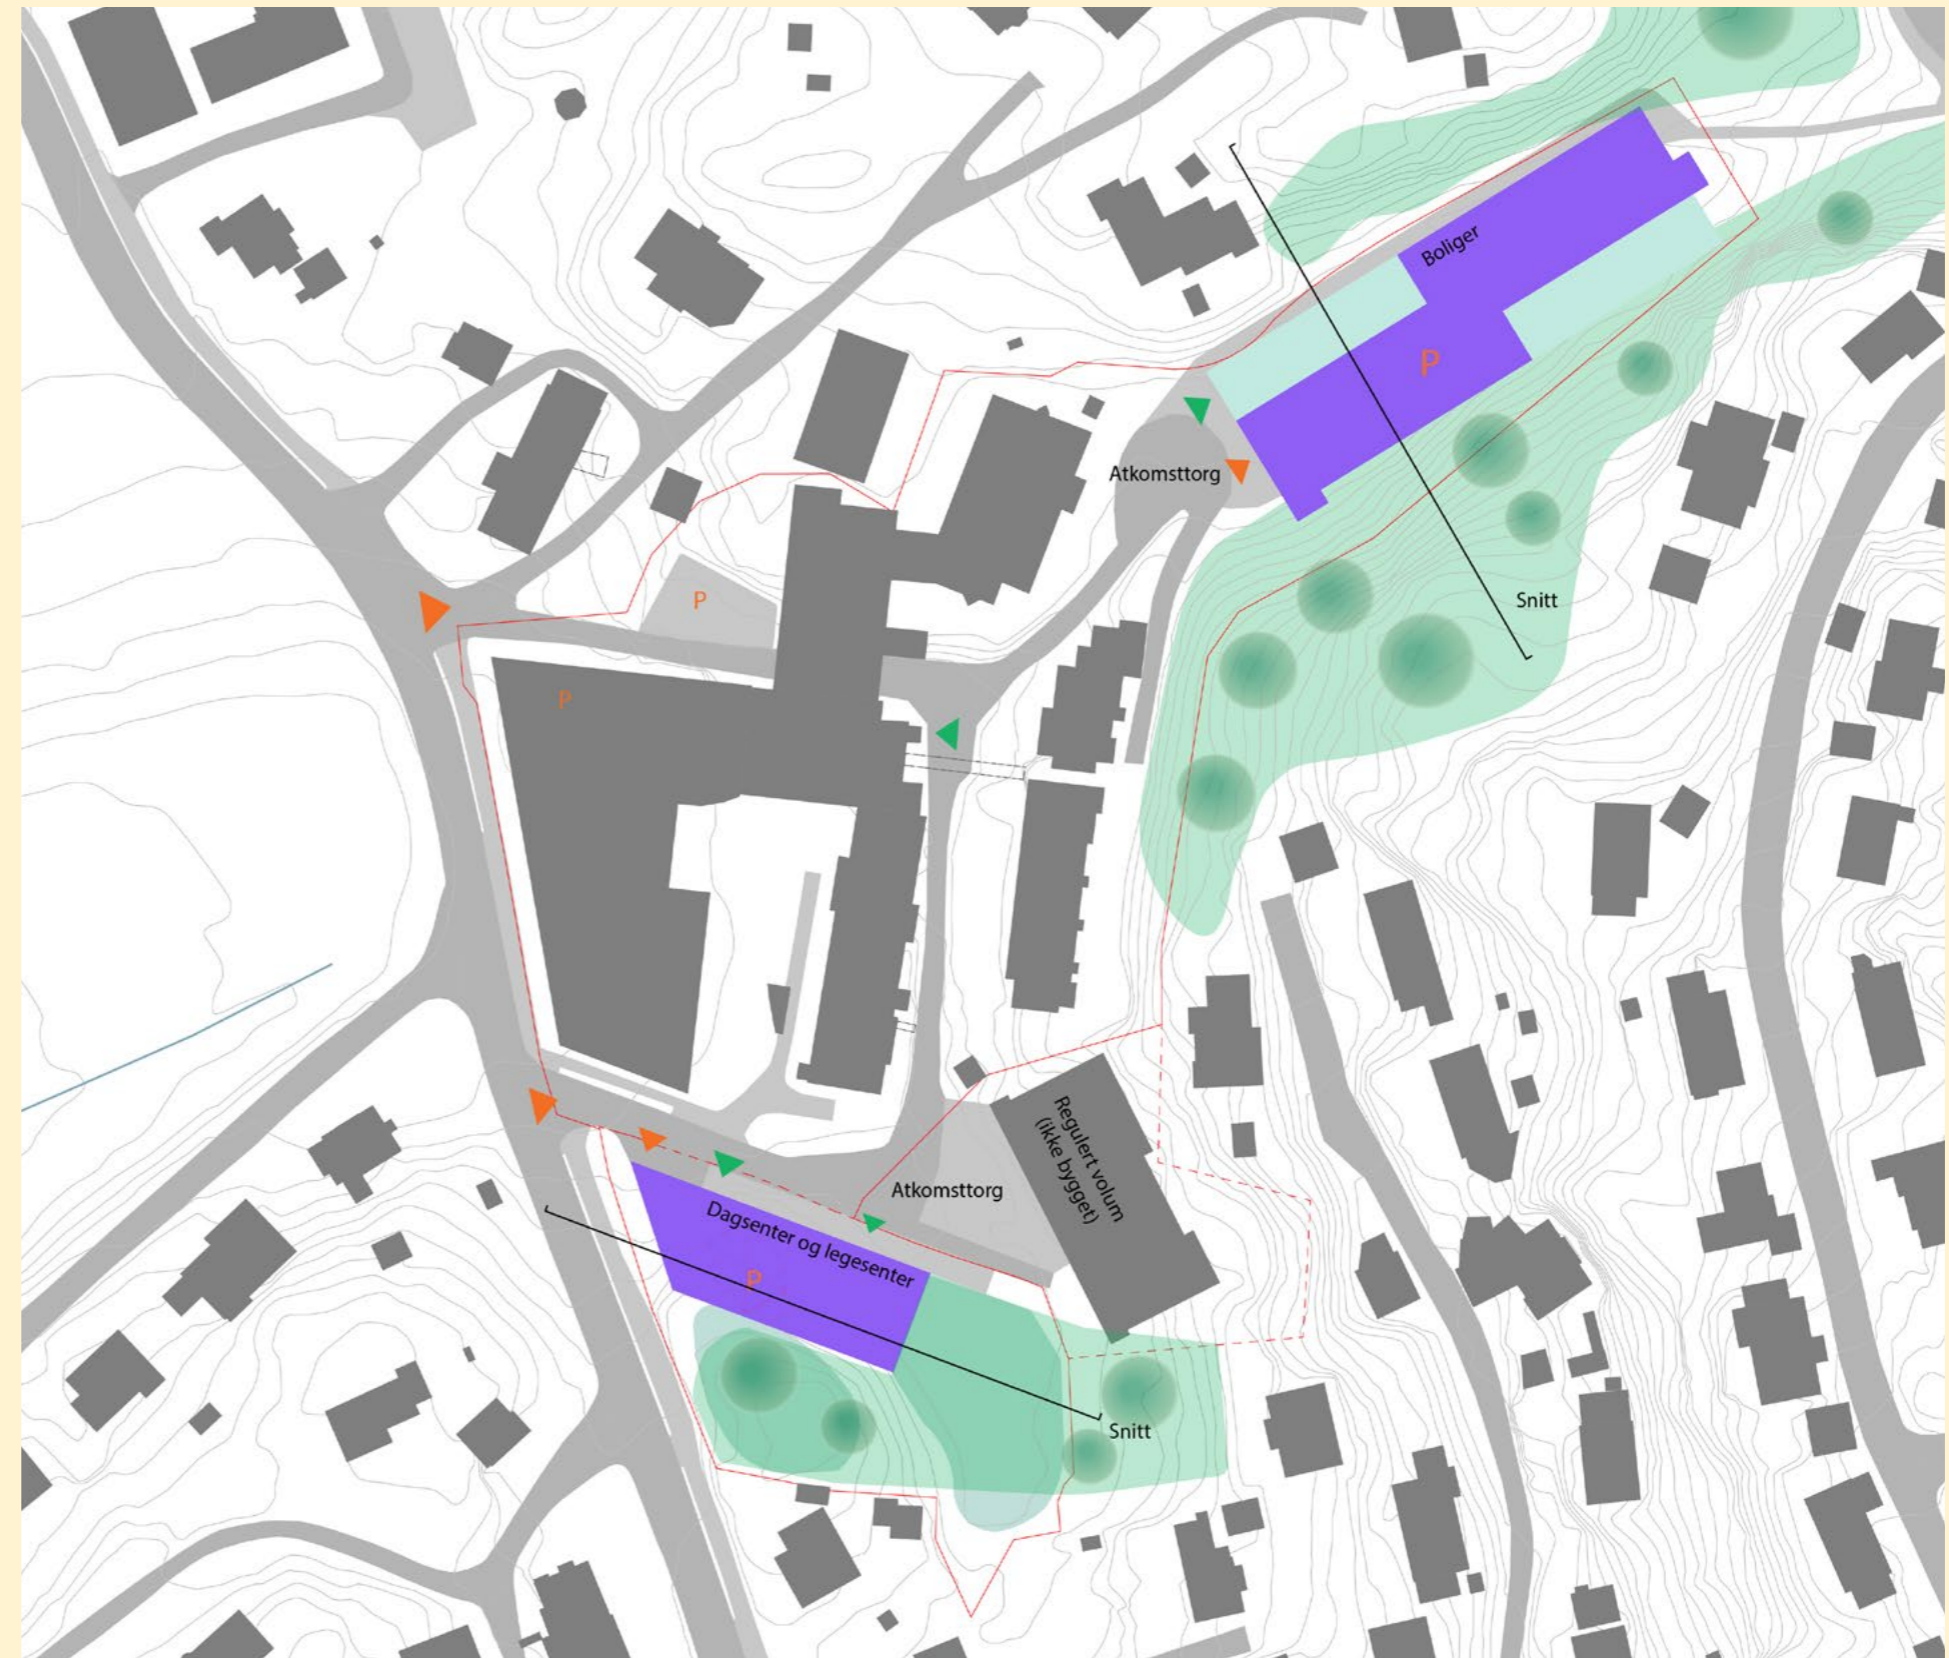 Boliger
P
Atkomsttorg
Snitt
P
P
Regulert volum
(ikke bygget)
Atkomsttorg
Dagsenter og legesenter
P
Snitt